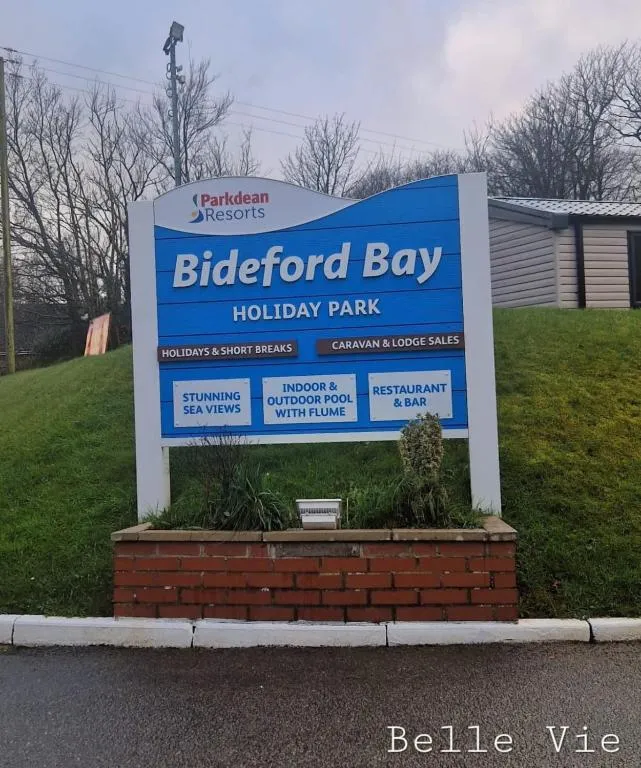 Parkdean
Resorts
Bideford Bay
HOLIDAY PARK
HOLIDAYS & SHORT BREAKS
CARAVAN & LODGE SALES
STUNNING
SEA VIEWS
INDOOR &
OUTDOOR POOL
WITH FLUME
RESTAURANT
& BAR
Belle Vie